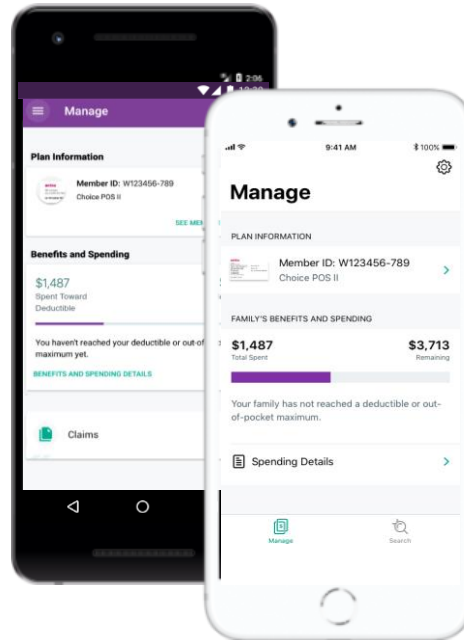 2:06
Manage
Plan Information
Member ID: W123456-789
Choice POS II
SEE
Benefits and Spending
$1,487
Spent Toward
Deductible
You haven't reached your deductible or out-of
maximum yet.
BENEFITS AND SPENDING DETAILS
Claims
9:41 AM
100%
Manage
PLAN INFORMATION
Member ID: W123456-789
Choice POS II
FAMILY'S BENEFITS AND SPENDING
$1,487 $3,713
Total Spent Remaining
Your family has not reached a deductible or out-
of-pocket maximum.
Spending Details
Manage Search